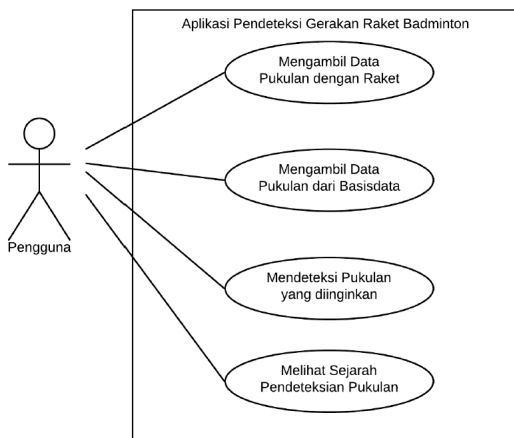 Aplikasi Pendeteksi Gerakan Raket Badminton
Mengambil Data
Pukulan dengan Raket
Mengambil Data
Pukulan dari Basisdata
Pengguna
Mendeteksi Pukulan
yang diinginkan
Melihat Sejarah
Pendeteksian Pukulan